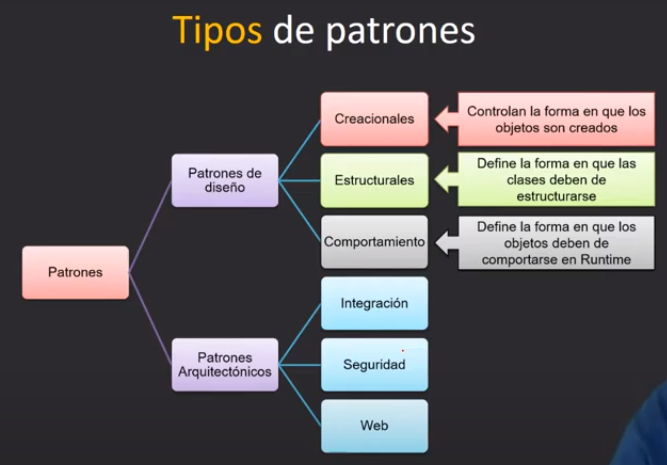 Tipos de patrones
Creacionales
Controlan la forma en que los
objetos son creados
Patrones de
diseño
Estructurales
Define la forma en que las
clases deben de
estructurarse
Comportamiento
Define la forma en que los
objetos deben de
comportarse en Runtime
Patrones
Integración
Patrones
Arquitectónicos
Seguridad
Web